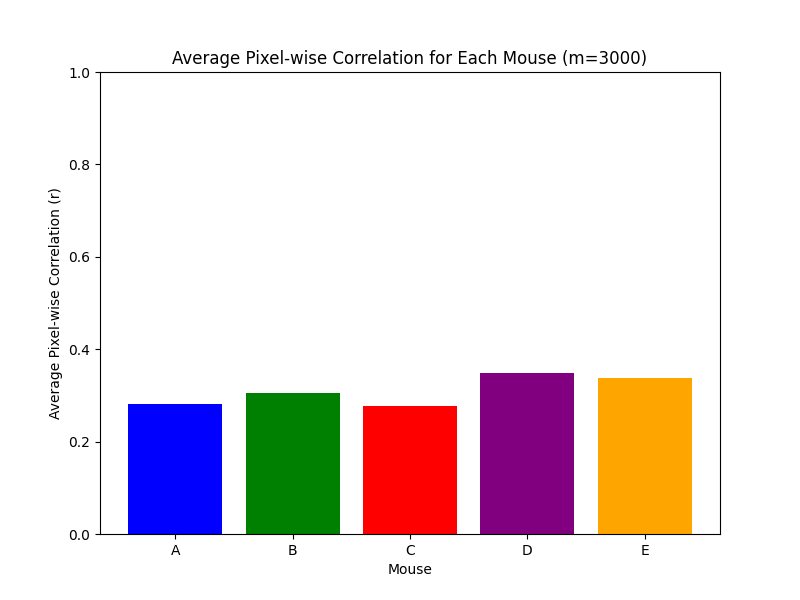 Average Pixel-wise Correlation for Each Mouse (m=3000)
1.0
0.8
0.6
0.4
0.2
0.0
Average Pixel-wise Correlation (r)
A B C D E
Mouse